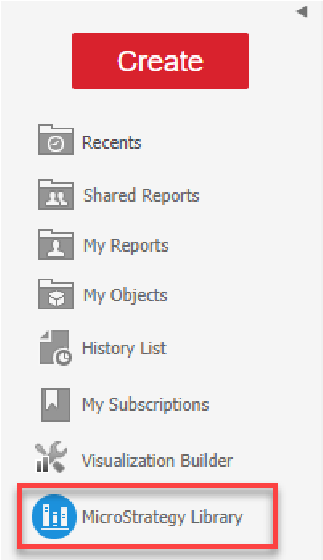 Create
Recents
Shared Reports
My Reports
My Objects
History List
My Subscriptions
Visualization Builder
MicroStrategy Library